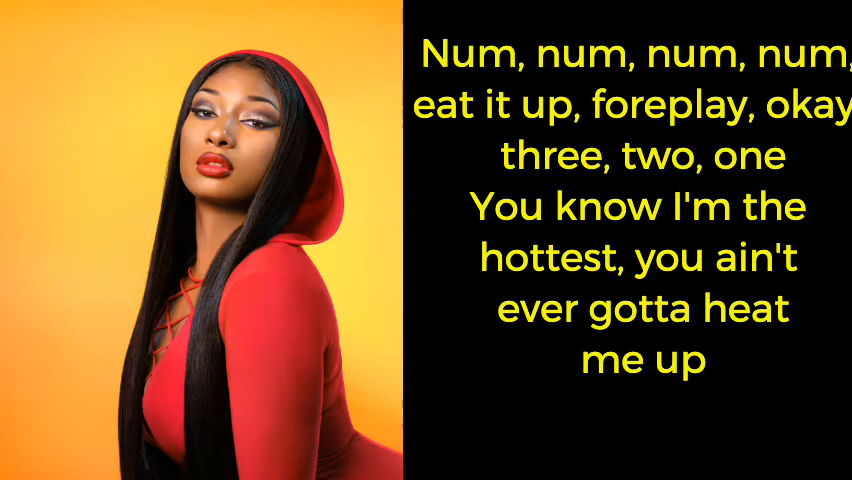 Num, num, num, num,
eat it up, foreplay, okay
three, two, one
You know I'm the
hottest, you ain't
ever gotta heat
me up